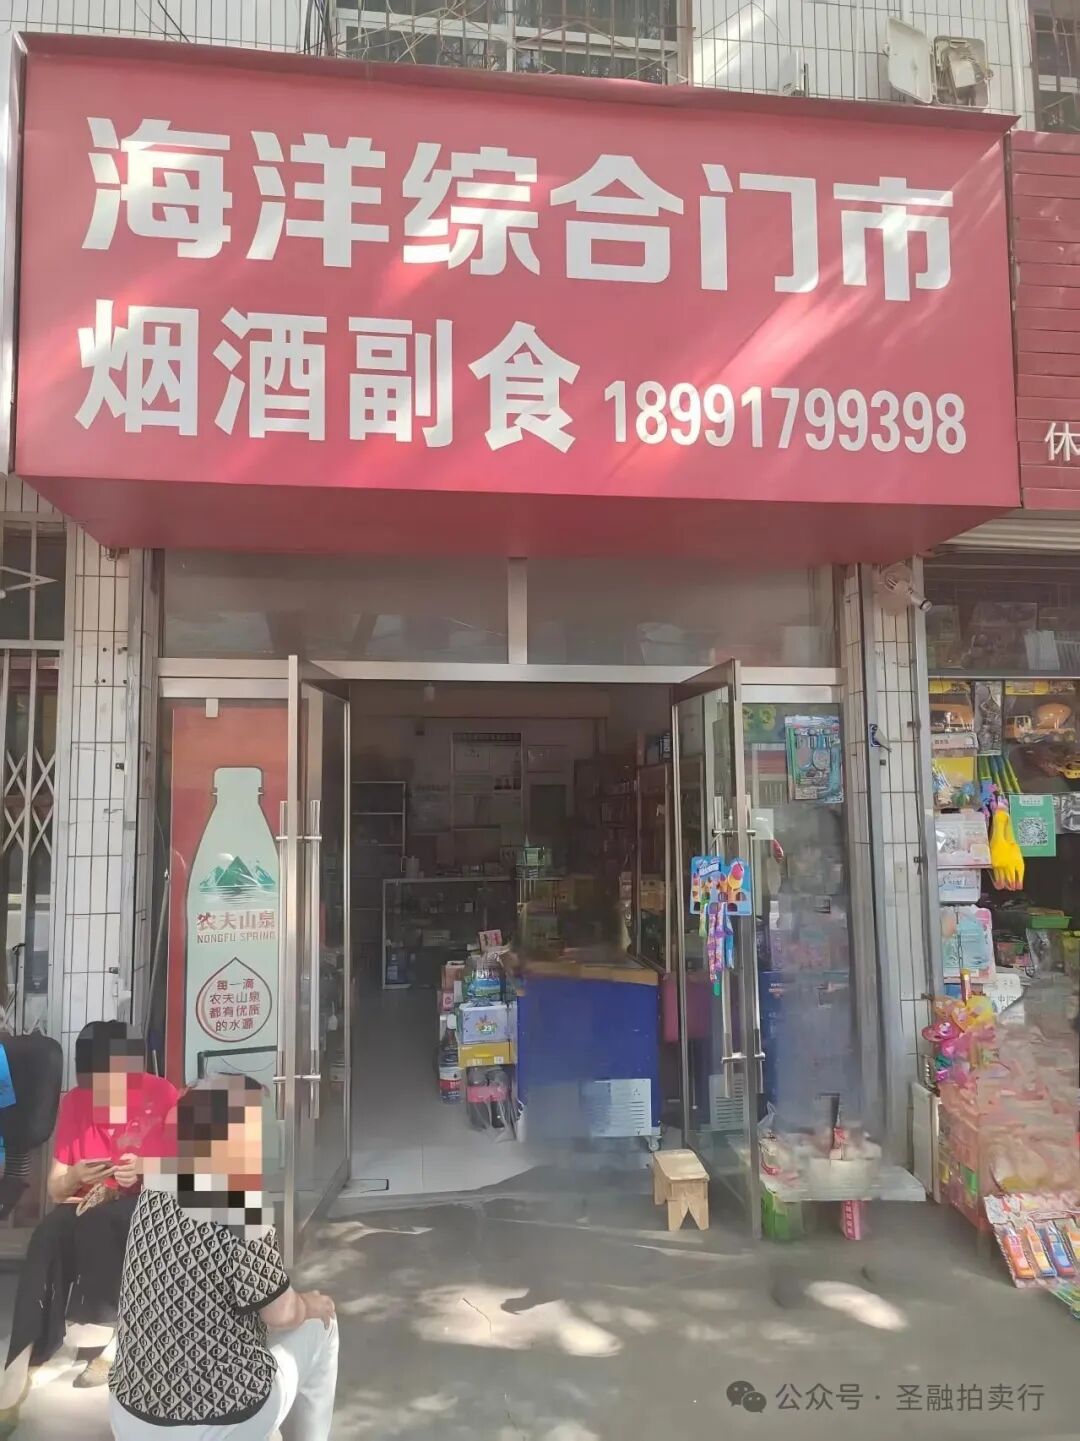 海洋综合门市
烟酒副食 18991799398
休
农夫山泉
NONGFU SPRING
每一滴
农夫山泉
都有优质
的水源
公众号 · 圣融拍卖行